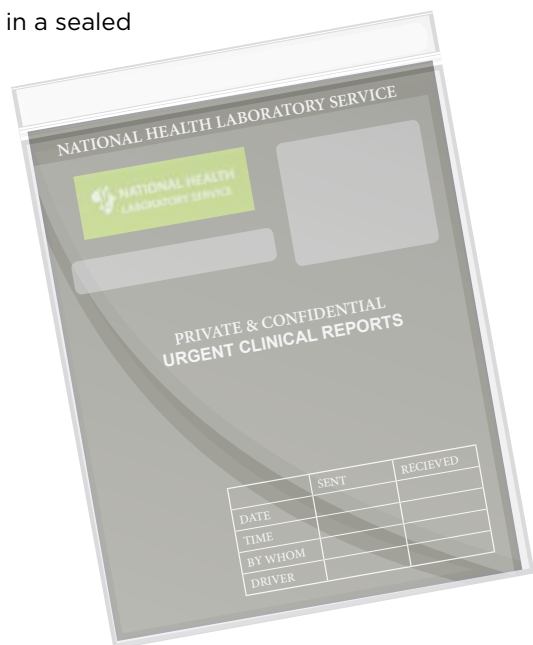 in a sealed
NATIONAL HEALTH LABORATORY SERVICE
NATIONAL HEALTH
LABORATORY SERVICE
PRIVATE & CONFIDENTIAL
URGENT CLINICAL REPORTS
SENT RECIEVED
DATE
TIME
BY WHOM
DRIVER